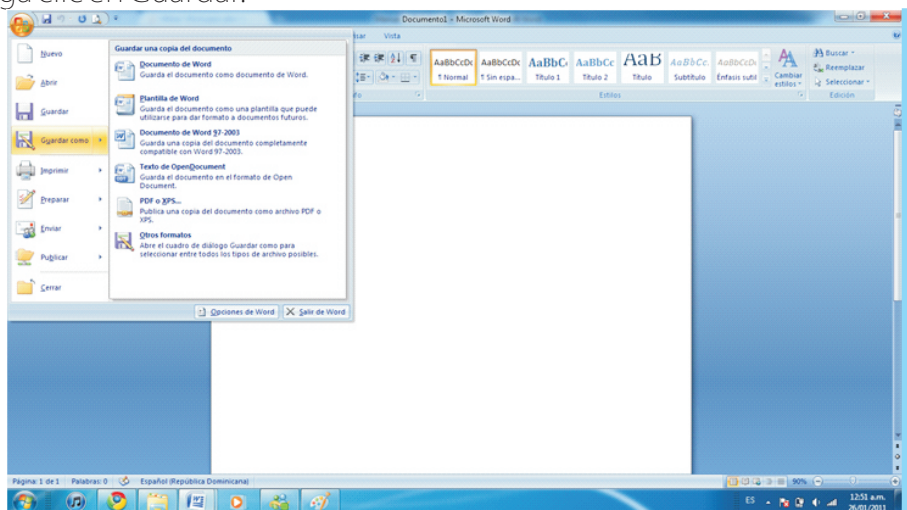 ga clic en Guardar.
Documento1 - Microsoft Word
Vista
Nuevo
Abrir
Guardar
Guardar como
Imprimir
Preparar
Enviar
Publicar
Cerrar
Guardar una copia del documento
Documento de Word
Guarda el documento como documento de Word.
Plantilla de Word
Guarda el documento como una plantilla que puede
utilizarse para dar formato a documentos futuros.
Documento de Word 97-2003
Guarda una copia del documento completamente
compatible con Word 97-2003.
Texto de OpenDocument
Guarda el documento en el formato de Open
Document.
PDF o XPS...
Publica una copia del documento como archivo PDF o
XPS.
Otros formatos
Abre el cuadro de diálogo Guardar como para
seleccionar entre todos los tipos de archivo posibles.
Opciones de Word
Salir de Word
AaBbCcDc AaBbCcDc AaBbC AaBbCc AaB AaBbCc. AaBbCcDc
¶ Normal ¶ Sin espa... Título 1 Título 2 Título Subtítulo Énfasis sutil
Cambiar
estilos
Estilos
Buscar
Reemplazar
Seleccionar
Edición
Página: 1 de 1 Palabras: 0 Español (República Dominicana)
90%
ES
12:51 a.m.
26/01/2011